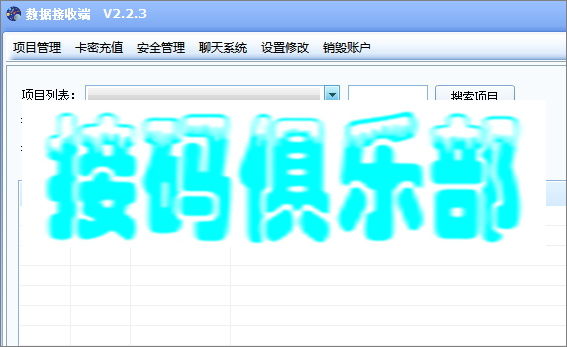 数据接收端 V2.2.3
项目管理 卡密充值 安全管理 聊天系统 设置修改 销毁账户
项目列表: 搜索项目
接码俱乐部